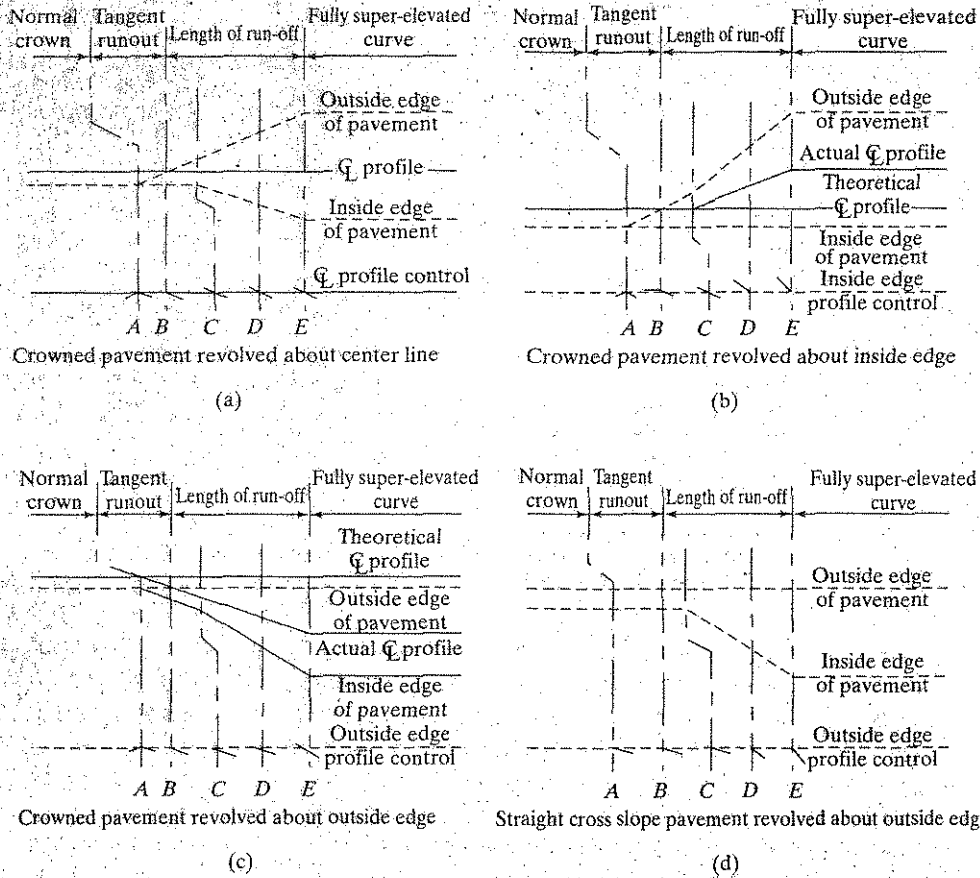 Normal crown
Tangent runout
Length of run-off
Fully super-elevated curve
Outside edge of pavement
℄ profile
Inside edge of pavement
℄ profile control
A B C D E
Crowned pavement revolved about center line
(a)
Normal crown
Tangent runout
Length of run-off
Fully super-elevated curve
Outside edge of pavement
Actual ℄ profile
Theoretical ℄ profile
Inside edge of pavement
Inside edge profile control
A B C D E
Crowned pavement revolved about inside edge
(b)
Normal crown
Tangent runout
Length of run-off
Fully super-elevated curve
Theoretical ℄ profile
Outside edge of pavement
Actual ℄ profile
Inside edge of pavement
Outside edge profile control
A B C D E
Crowned pavement revolved about outside edge
(c)
Normal crown
Tangent runout
Length of run-off
Fully super-elevated curve
Outside edge of pavement
Inside edge of pavement
Outside edge profile control
A B C D E
Straight cross slope pavement revolved about outside edg
(d)